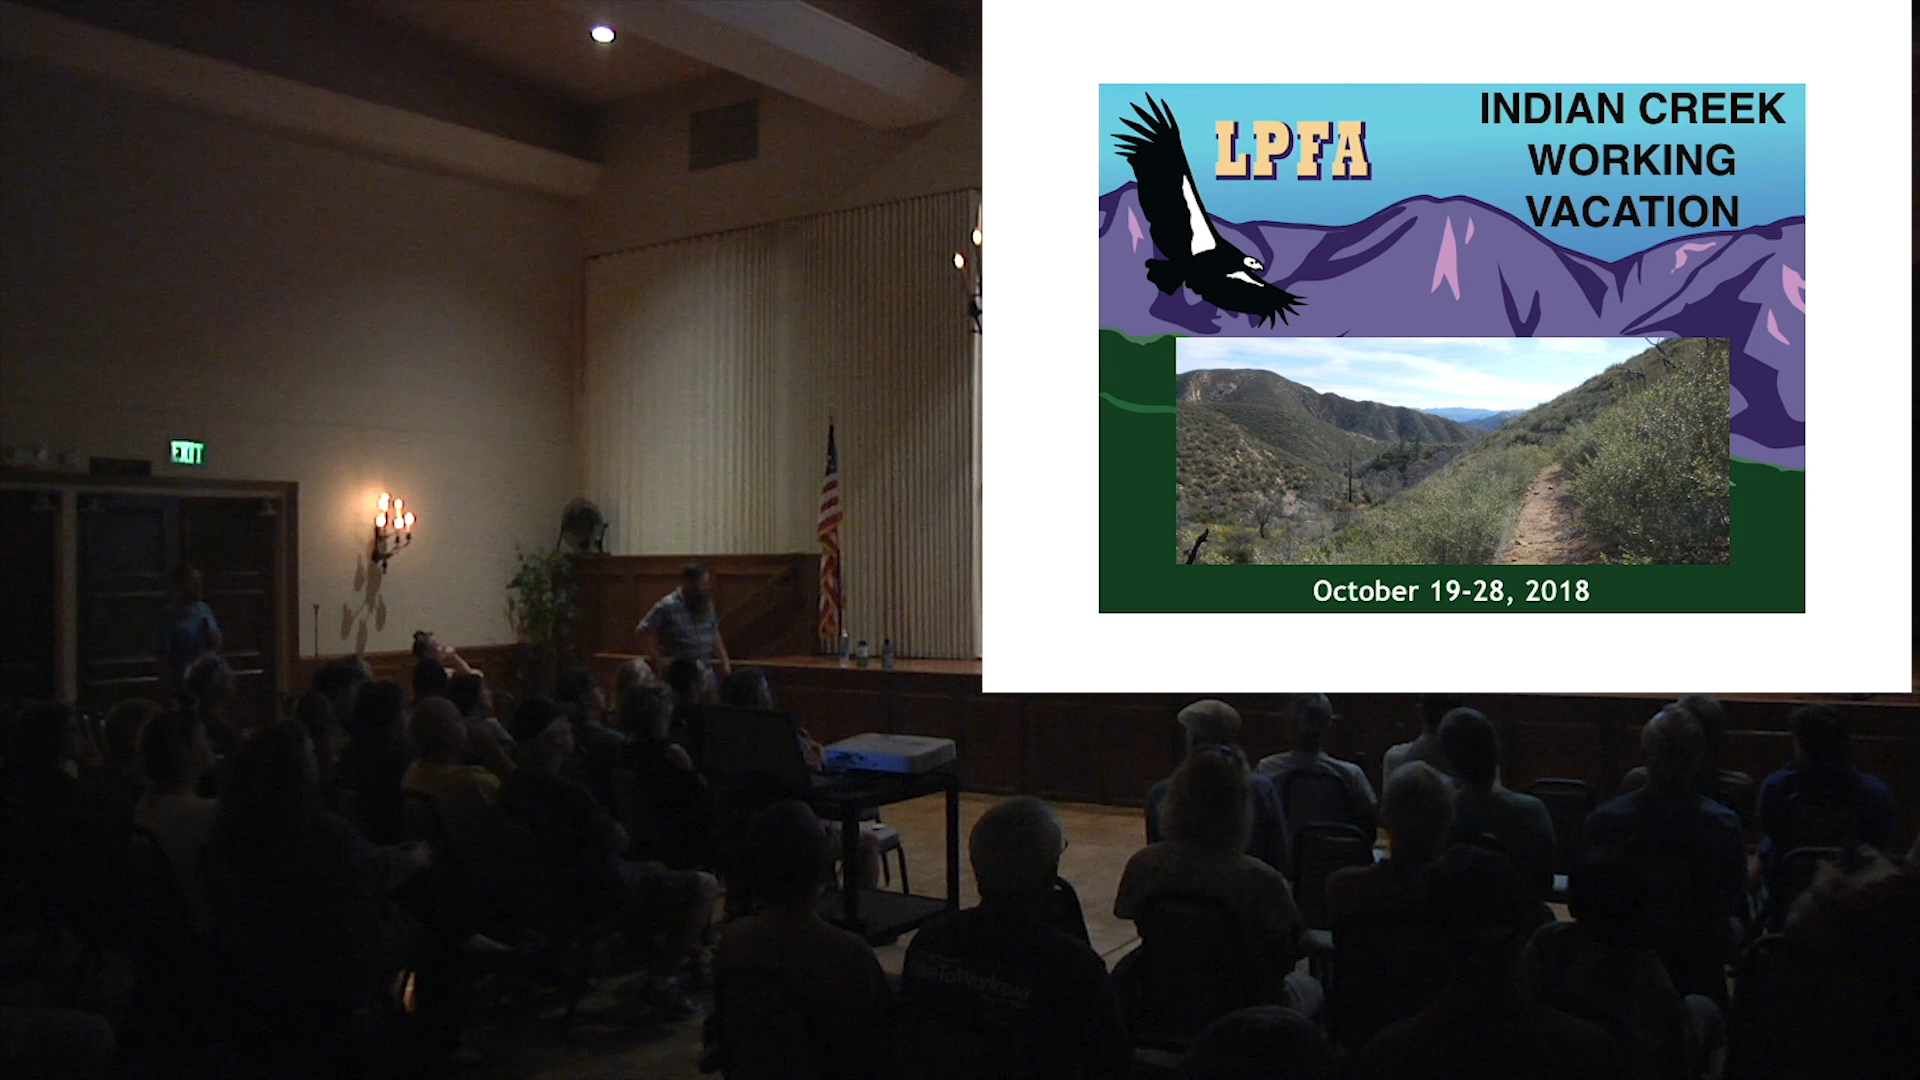 EXIT
LPFA
INDIAN CREEK
WORKING
VACATION
October 19-28, 2018